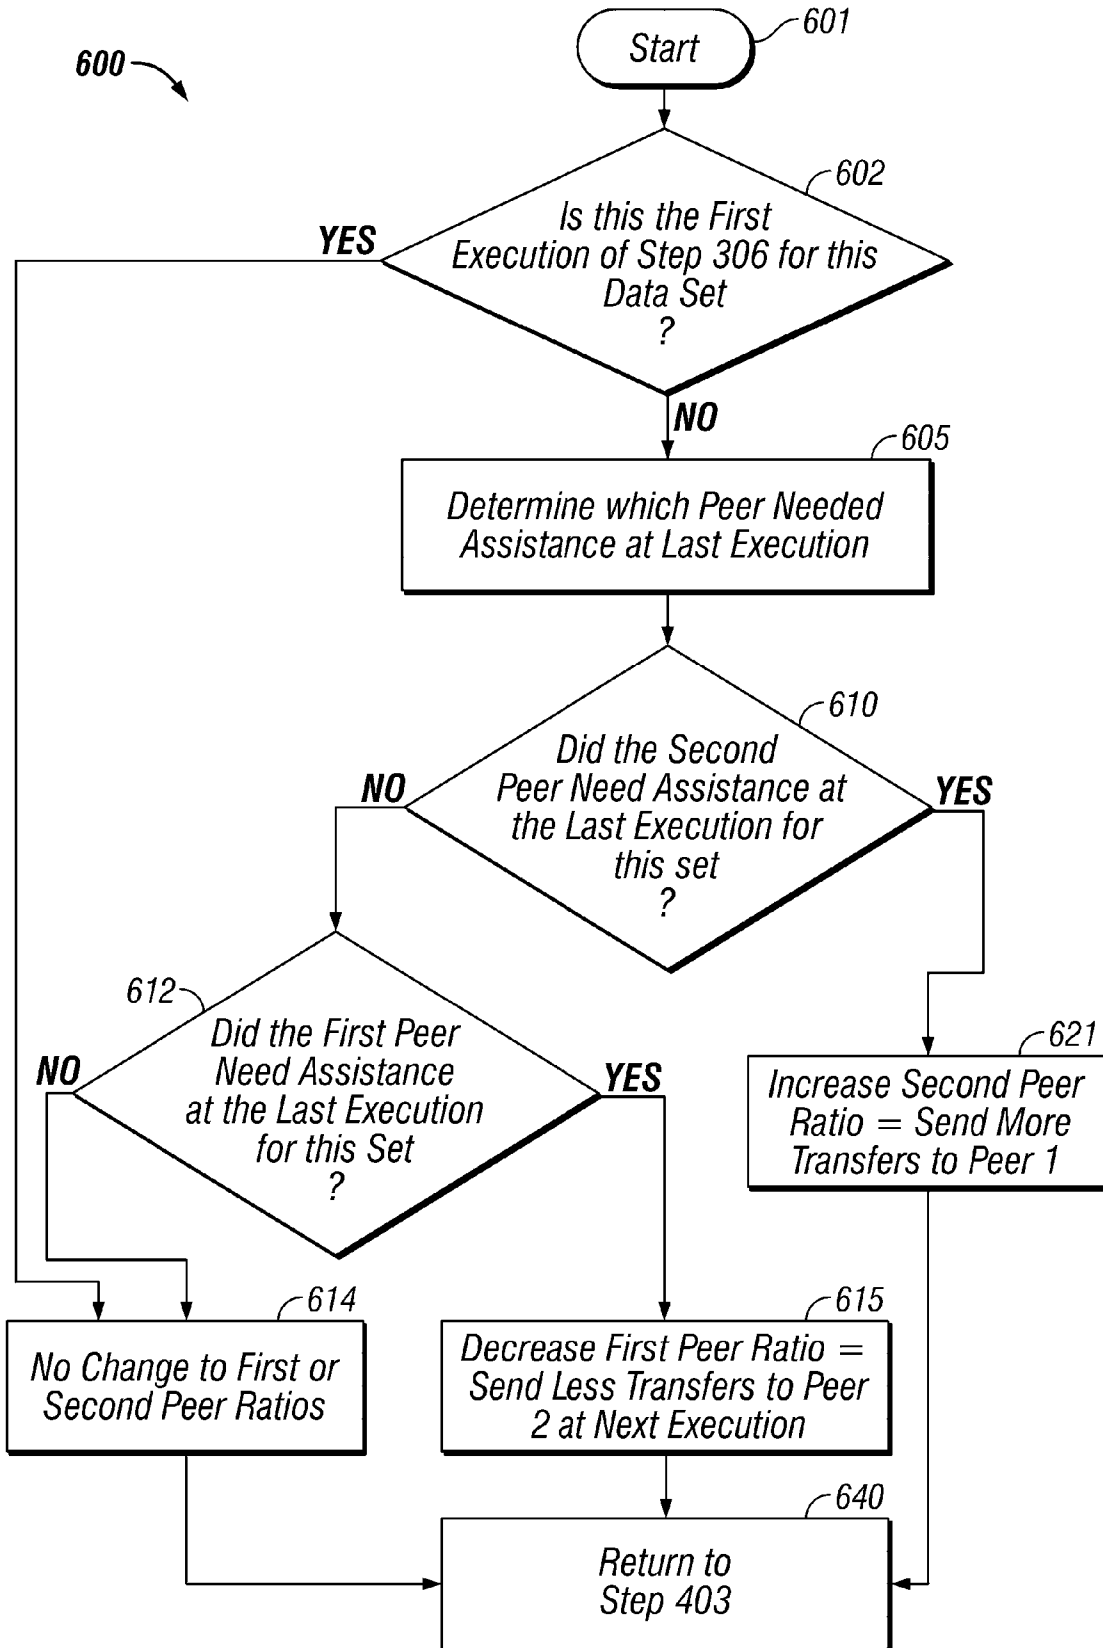 600
Start
601
602
Is this the First
Execution of Step 306 for this
Data Set
?
YES
NO
605
Determine which Peer Needed
Assistance at Last Execution
610
Did the Second
Peer Need Assistance at
the Last Execution for
this set
?
NO
YES
612
Did the First Peer
Need Assistance
at the Last Execution
for this Set
?
NO
YES
621
Increase Second Peer
Ratio = Send More
Transfers to Peer 1
614
No Change to First or
Second Peer Ratios
615
Decrease First Peer Ratio =
Send Less Transfers to Peer
2 at Next Execution
640
Return to
Step 403